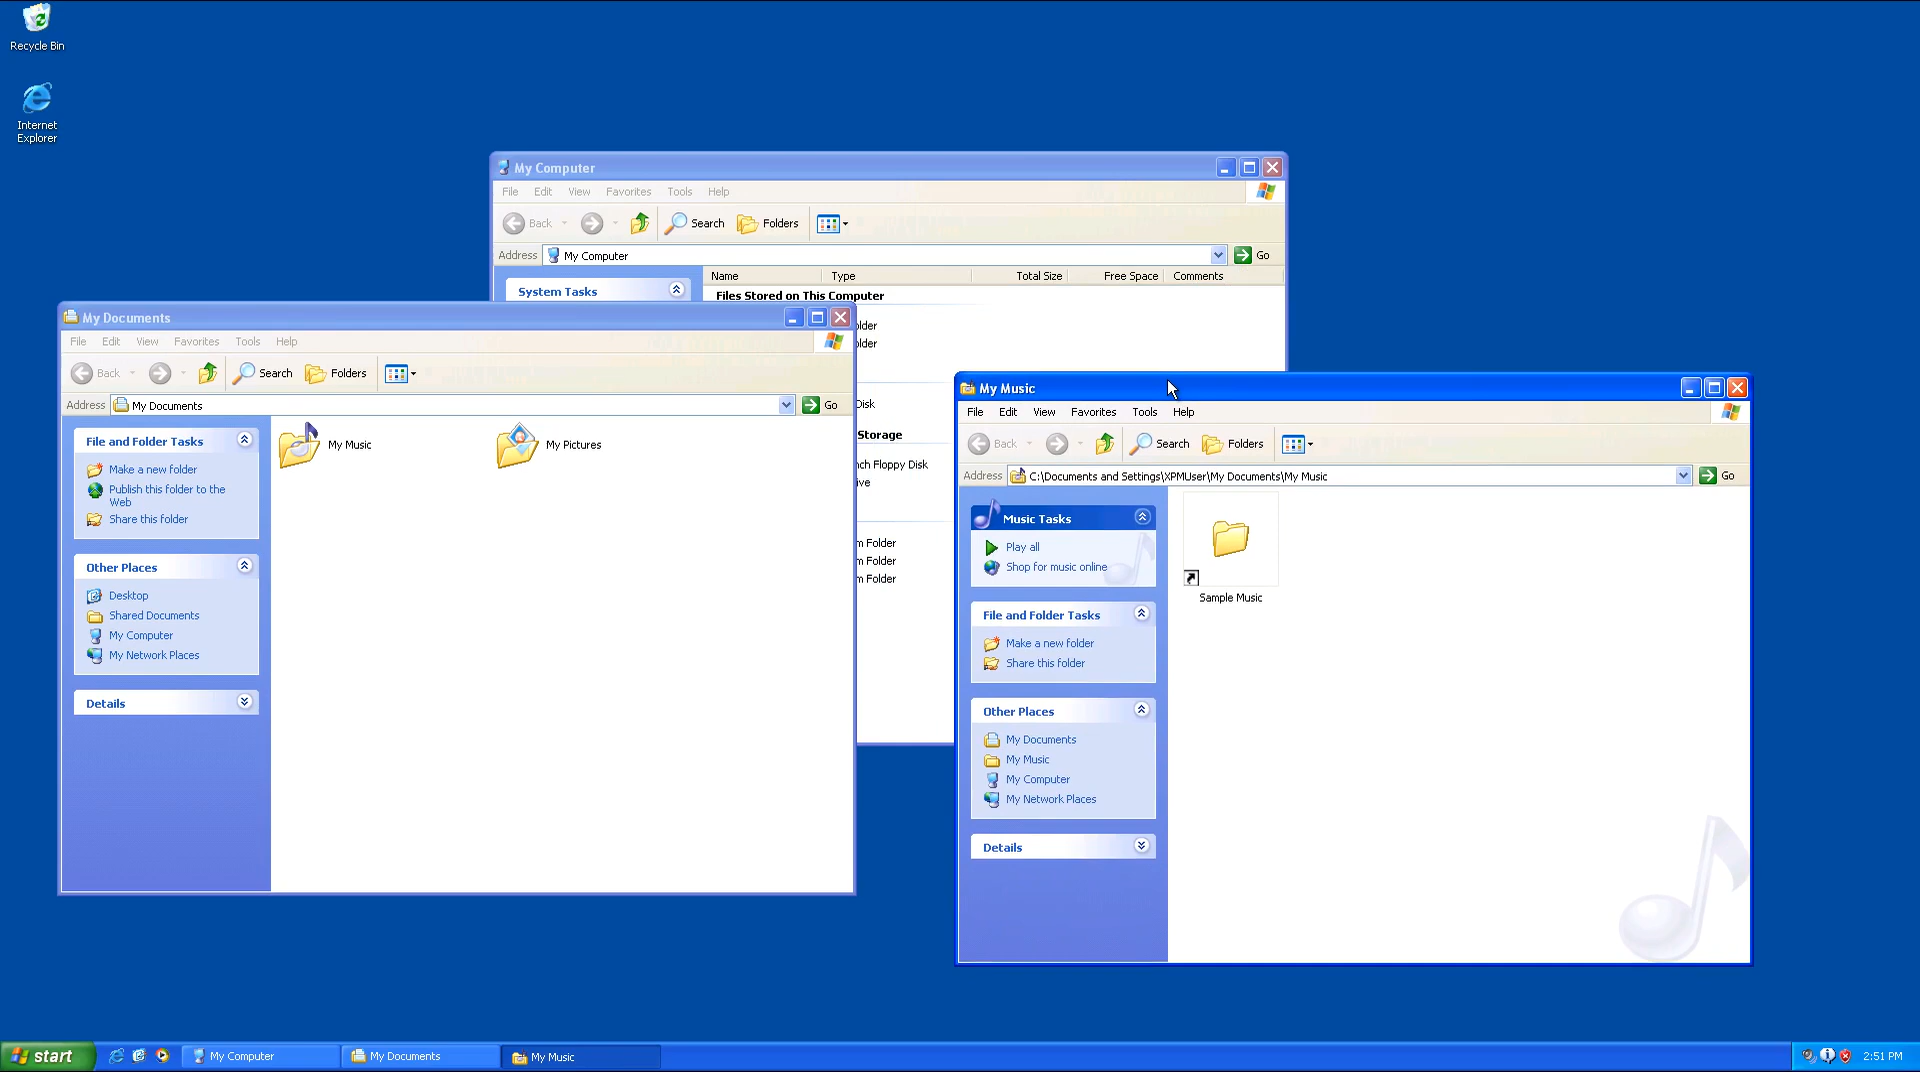 Recycle Bin
Internet
Explorer
My Computer
File Edit View Favorites Tools Help
Back Search Folders
Address My Computer Go
Name Type Total Size Free Space Comments
System Tasks
Files Stored on This Computer
older
older
Disk
Storage
nch Floppy Disk
ive
m Folder
m Folder
m Folder
My Documents
File Edit View Favorites Tools Help
Back Search Folders
Address My Documents Go
File and Folder Tasks
Make a new folder
Publish this folder to the
Web
Share this folder
Other Places
Desktop
Shared Documents
My Computer
My Network Places
Details
My Music
My Pictures
My Music
File Edit View Favorites Tools Help
Back Search Folders
Address C:\Documents and Settings\XPMUser\My Documents\My Music Go
Music Tasks
Play all
Shop for music online
File and Folder Tasks
Make a new folder
Share this folder
Other Places
My Documents
My Music
My Computer
My Network Places
Details
Sample Music
start My Computer My Documents My Music 2:51 PM